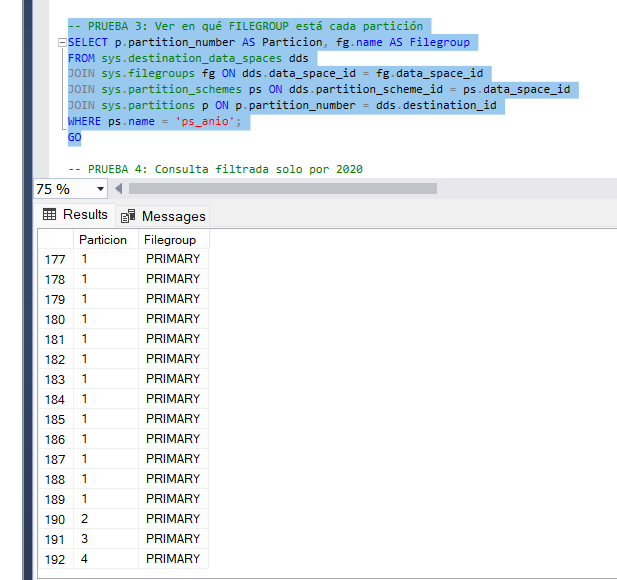 -- PRUEBA 3: Ver en qué FILEGROUP está cada partición
SELECT p.partition_number AS Particion, fg.name AS Filegroup
FROM sys.destination_data_spaces dds
JOIN sys.filegroups fg ON dds.data_space_id = fg.data_space_id
JOIN sys.partition_schemes ps ON dds.partition_scheme_id = ps.data_space_id
JOIN sys.partitions p ON p.partition_number = dds.destination_id
WHERE ps.name = 'ps_anio';
GO
-- PRUEBA 4: Consulta filtrada solo por 2020
75 %
Results Messages
Particion Filegroup
177 1 PRIMARY
178 1 PRIMARY
179 1 PRIMARY
180 1 PRIMARY
181 1 PRIMARY
182 1 PRIMARY
183 1 PRIMARY
184 1 PRIMARY
185 1 PRIMARY
186 1 PRIMARY
187 1 PRIMARY
188 1 PRIMARY
189 1 PRIMARY
190 2 PRIMARY
191 3 PRIMARY
192 4 PRIMARY